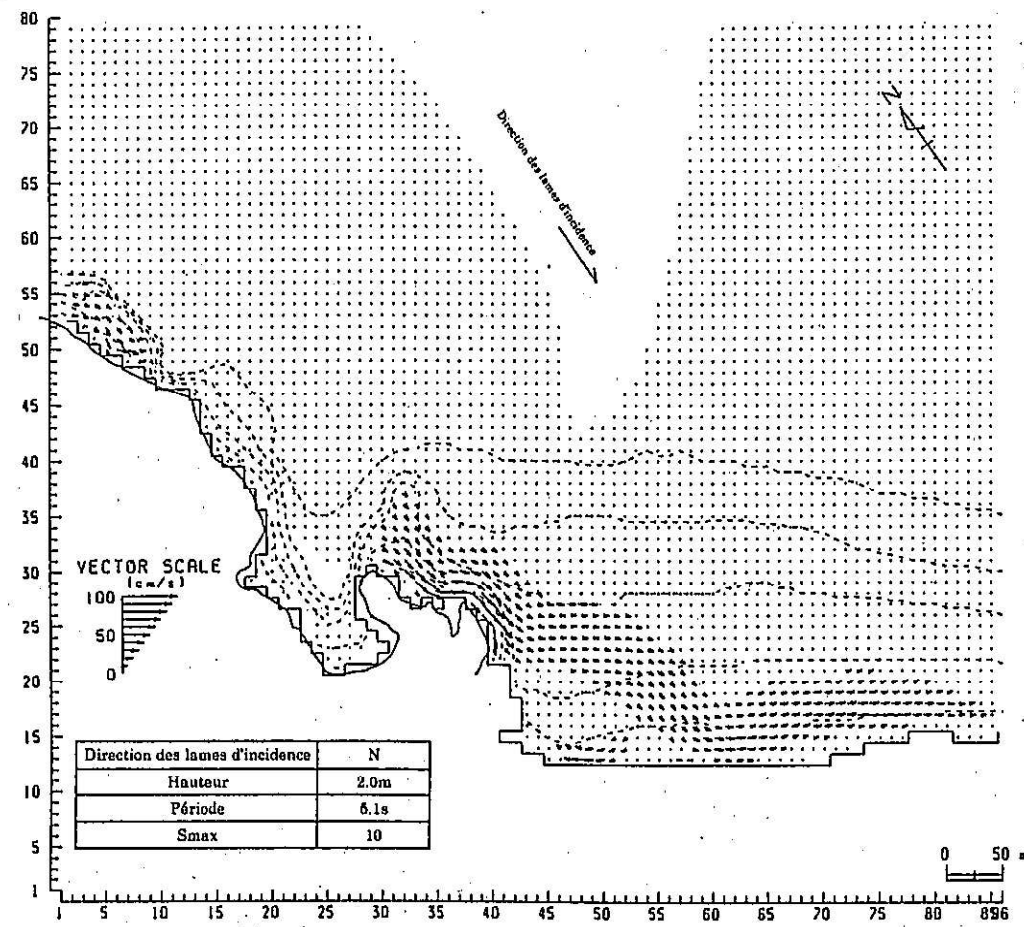 80
75
70
65
60
55
50
45
40
35
30
25
20
15
10
5
1
Direction des lames d'incidence
N
VECTOR SCALE
(cm/s)
100
50
0
Direction des lames d'incidence N
Hauteur 2.0m
Période 6.1s
Smax 10
0 50
1 5 10 15 20 25 30 35 40 45 50 55 60 65 70 75 80 896